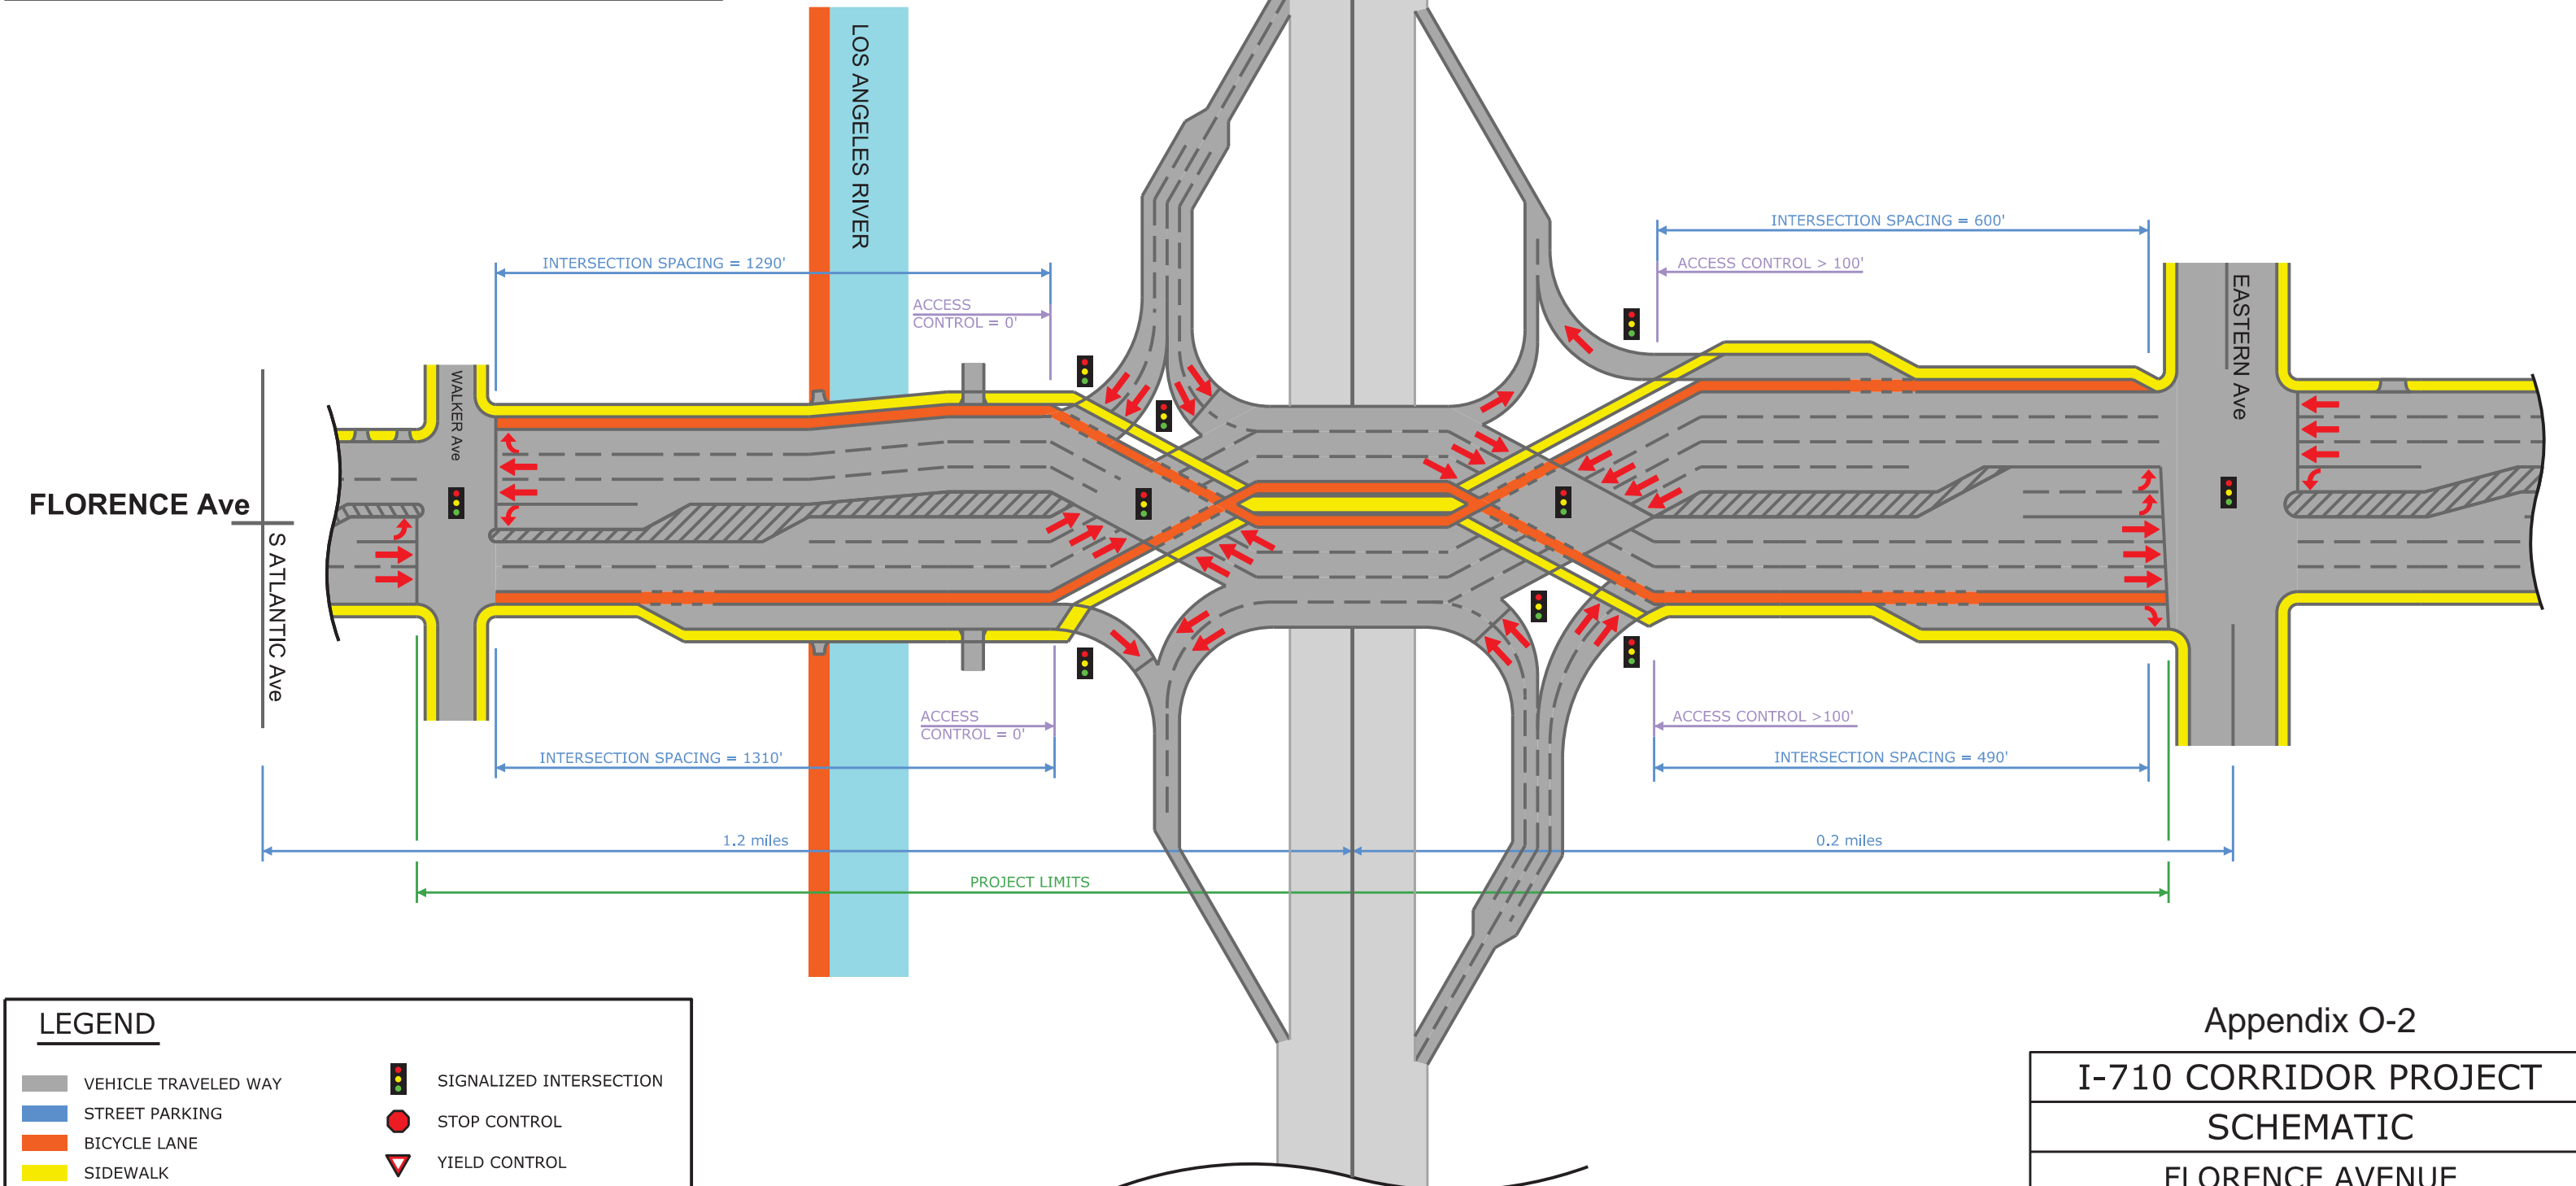 LOS ANGELES RIVER
INTERSECTION SPACING = 600'
INTERSECTION SPACING = 1290'
ACCESS CONTROL > 100'
ACCESS
CONTROL = 0'
EASTERN Ave
WALKER Ave
FLORENCE Ave
S ATLANTIC Ave
ACCESS
CONTROL = 0'
ACCESS CONTROL >100'
INTERSECTION SPACING = 1310'
INTERSECTION SPACING = 490'
1.2 miles
0.2 miles
PROJECT LIMITS
LEGEND
VEHICLE TRAVELED WAY
STREET PARKING
BICYCLE LANE
SIDEWALK
SIGNALIZED INTERSECTION
STOP CONTROL
YIELD CONTROL
Appendix O-2
I-710 CORRIDOR PROJECT
SCHEMATIC
FLORENCE AVENUE